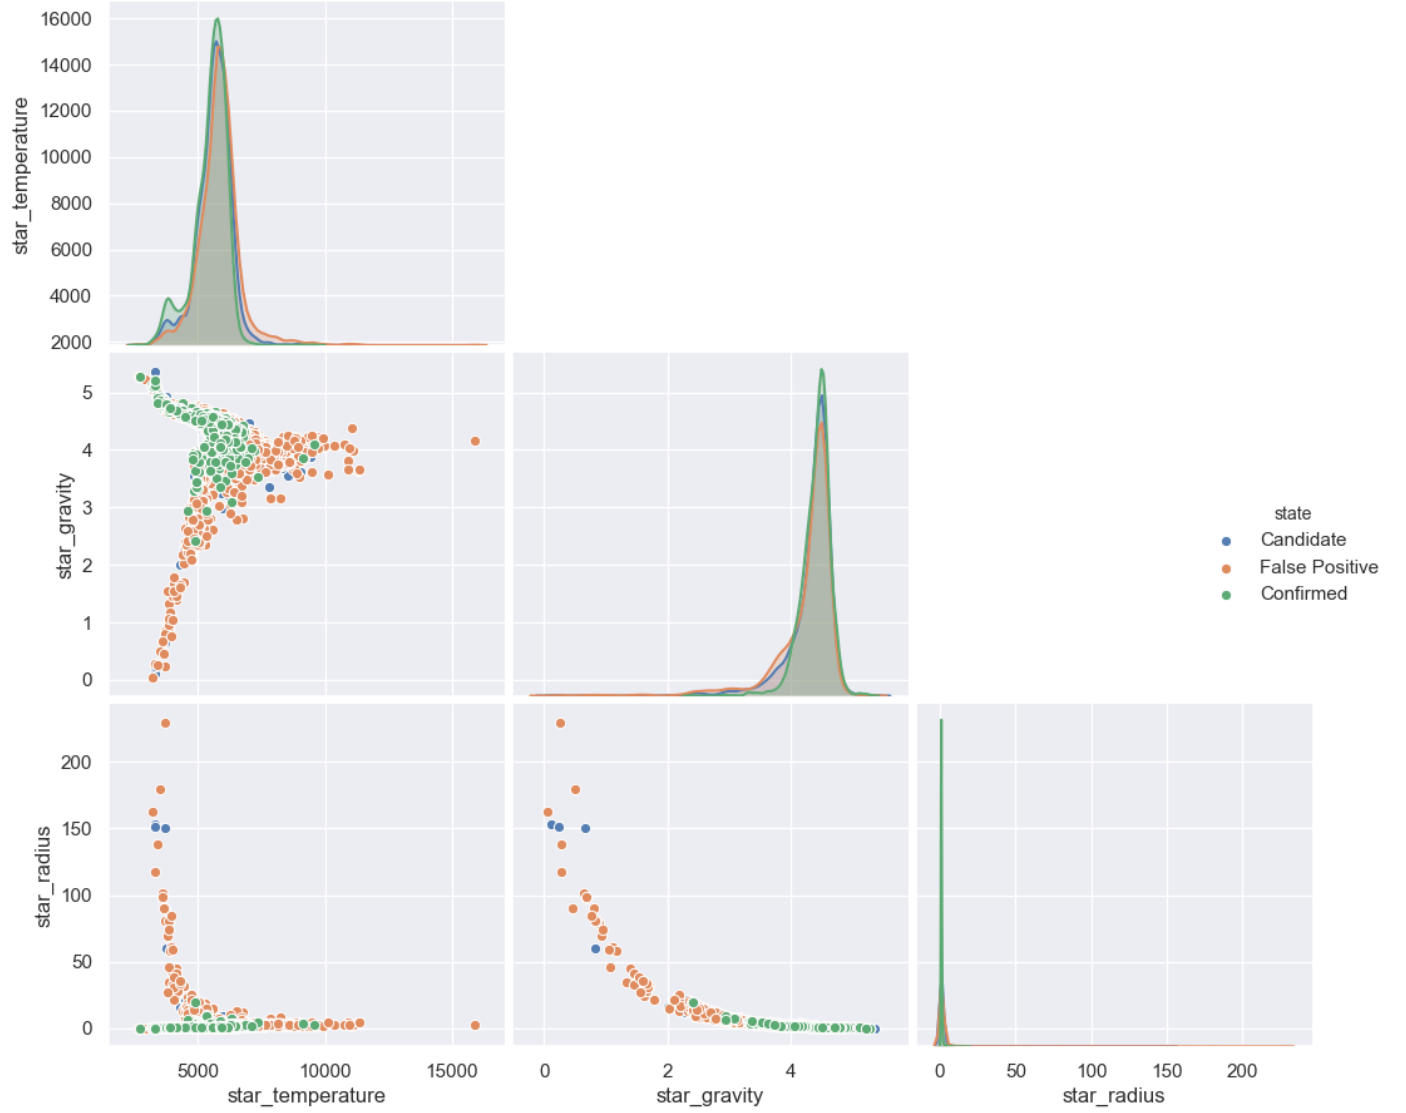 16000
14000
12000
10000
8000
6000
4000
2000
star_temperature
5
4
3
2
1
0
star_gravity
state
Candidate
False Positive
Confirmed
200
150
100
50
0
star_radius
5000 10000 15000
0 2 4
0 50 100 150 200
star_temperature
star_gravity
star_radius